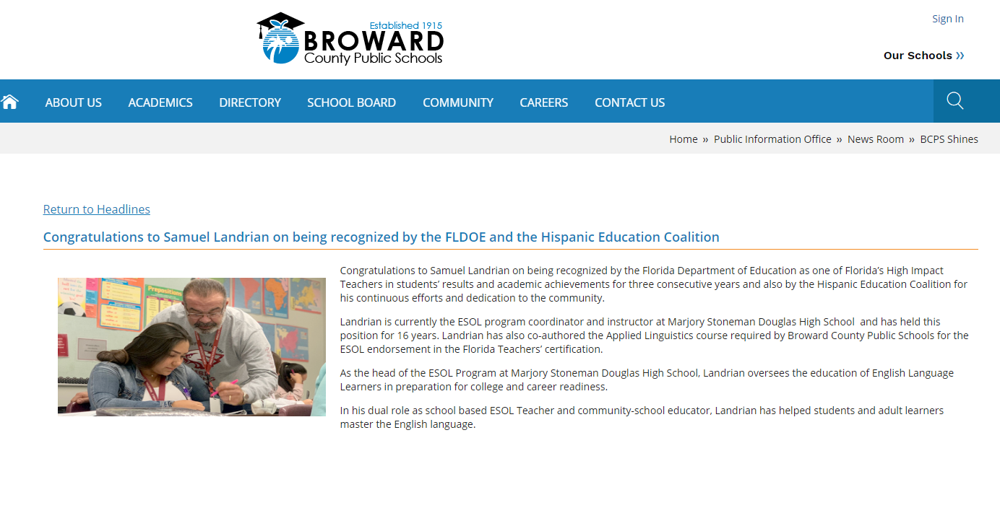 Established 1915
BROWARD
County Public Schools
Sign In
Our Schools ››
ABOUT US ACADEMICS DIRECTORY SCHOOL BOARD COMMUNITY CAREERS CONTACT US
Home ›› Public Information Office ›› News Room ›› BCPS Shines
Return to Headlines
Congratulations to Samuel Landrian on being recognized by the FLDOE and the Hispanic Education Coalition
Prepositions
Congratulations to Samuel Landrian on being recognized by the Florida Department of Education as one of Florida’s High Impact
Teachers in students’ results and academic achievements for three consecutive years and also by the Hispanic Education Coalition for
his continuous efforts and dedication to the community.
Landrian is currently the ESOL program coordinator and instructor at Marjory Stoneman Douglas High School and has held this
position for 16 years. Landrian has also co-authored the Applied Linguistics course required by Broward County Public Schools for the
ESOL endorsement in the Florida Teachers’ certification.
As the head of the ESOL Program at Marjory Stoneman Douglas High School, Landrian oversees the education of English Language
Learners in preparation for college and career readiness.
In his dual role as school based ESOL Teacher and community-school educator, Landrian has helped students and adult learners
master the English language.